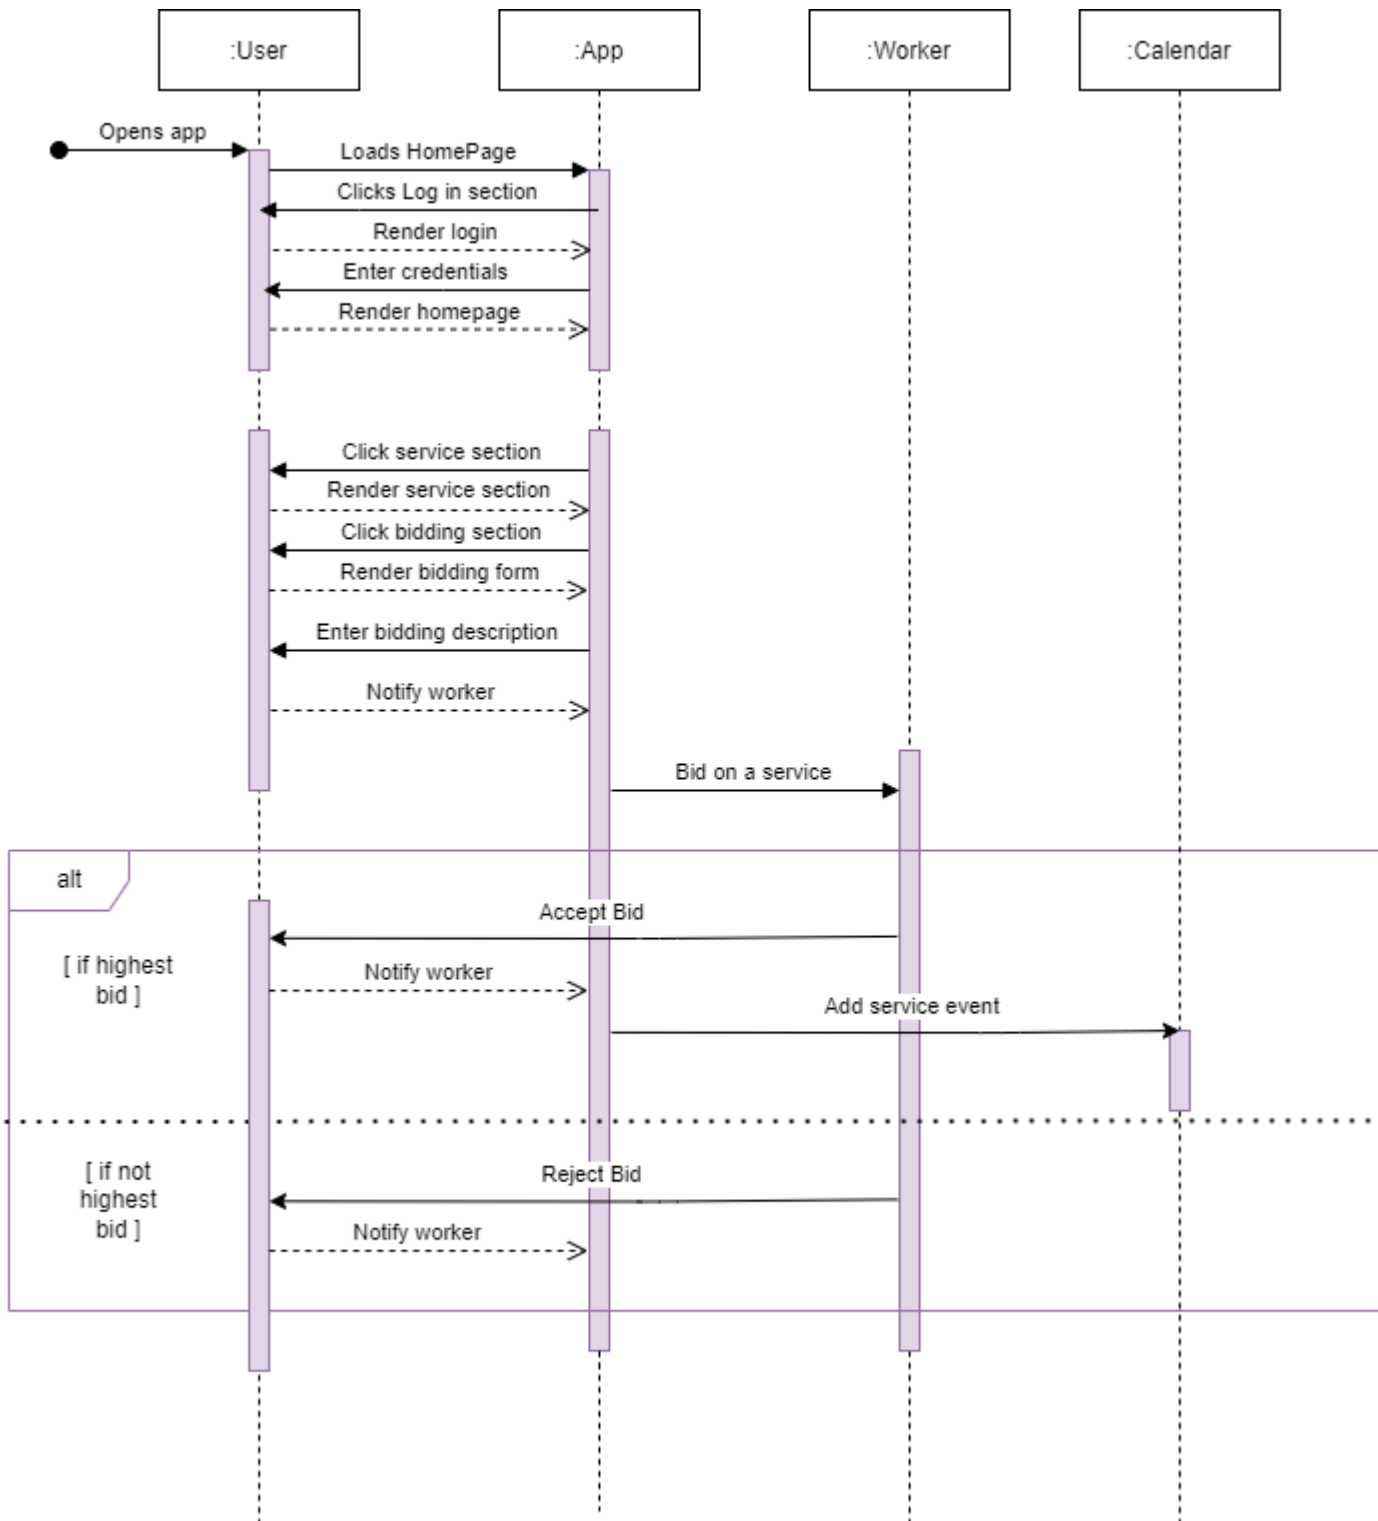 :User
:App
:Worker
:Calendar
Opens app
Loads HomePage
Clicks Log in section
Render login
Enter credentials
Render homepage
Click service section
Render service section
Click bidding section
Render bidding form
Enter bidding description
Notify worker
Bid on a service
alt
Accept Bid
[ if highest
bid ]
Notify worker
Add service event
[ if not
highest
bid ]
Reject Bid
Notify worker